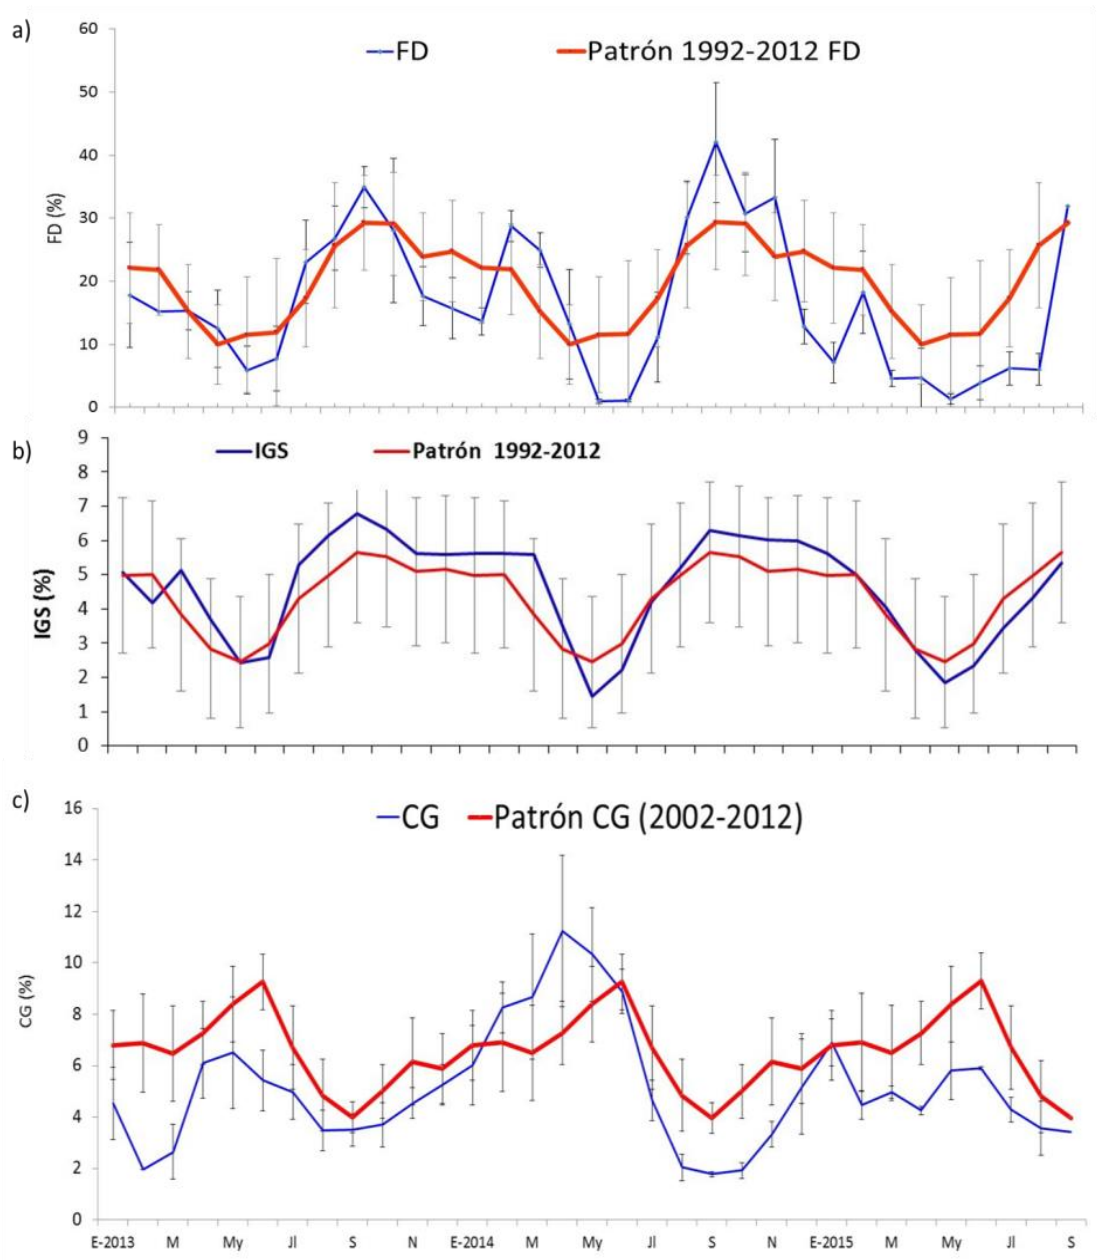 a)
FD Patrón 1992-2012 FD
60
50
40
30
20
10
0
FD (%)
b)
IGS Patrón 1992-2012
9
8
7
6
5
4
3
2
1
0
IGS (%)
c)
CG Patrón CG (2002-2012)
16
14
12
10
8
6
4
2
0
CG (%)
E-2013 M My Jl S N E-2014 M My Jl S N E-2015 M My Jl S